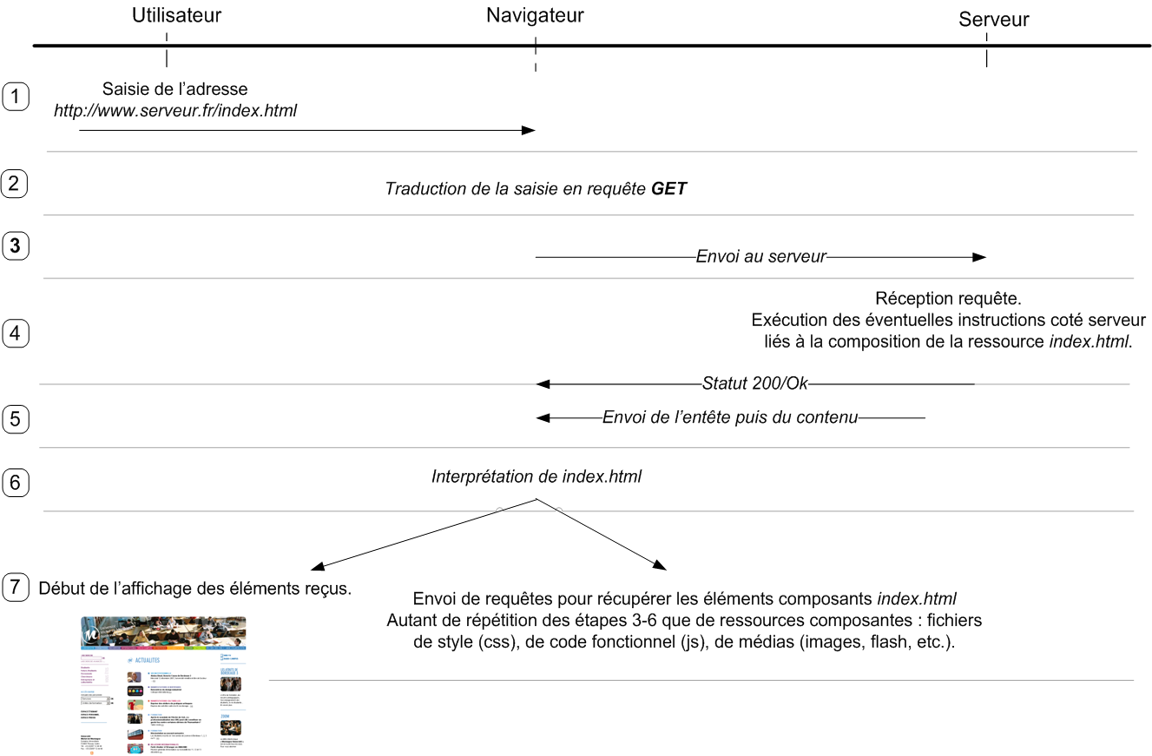 Utilisateur
Navigateur
Serveur
1
Saisie de l'adresse
http://www.serveur.fr/index.html
2
Traduction de la saisie en requête GET
3
Envoi au serveur
4
Réception requête.
Exécution des éventuelles instructions coté serveur
liés à la composition de la ressource index.html.
Statut 200/Ok
5
Envoi de l'entête puis du contenu
6
Interprétation de index.html
7
Début de l'affichage des éléments reçus.
Envoi de requêtes pour récupérer les éléments composants index.html
Autant de répétition des étapes 3-6 que de ressources composantes : fichiers
de style (css), de code fonctionnel (js), de médias (images, flash, etc.).
ACTUALITES